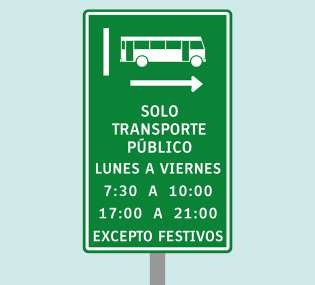 SOLO
TRANSPORTE
PÚBLICO
LUNES A VIERNES
7:30 A 10:00
17:00 A 21:00
EXCEPTO FESTIVOS